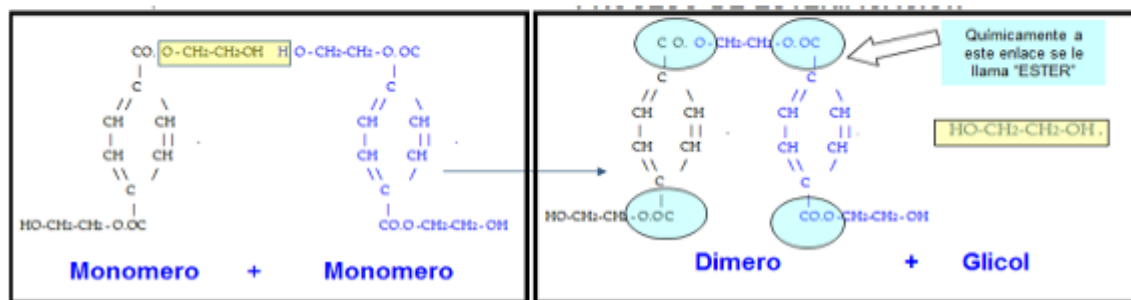 CO. O-CH2-CH2-OH H O-CH2-CH2-O.OC
C C
CH CH CH CH
CH CH CH CH
C C
HO-CH2-CH2-O.OC CO.O-CH2-CH2-OH
Monomero + Monomero
C O. O-CH2-CH2-O.OC
C C
CH CH CH CH
CH CH CH CH
C C
HO-CH2-CH2-O.OC CO.O-CH2-CH2-OH
Dimero + Glicol
Químicamente a
este enlace se le
llama "ESTER"
HO-CH2-CH2-OH.